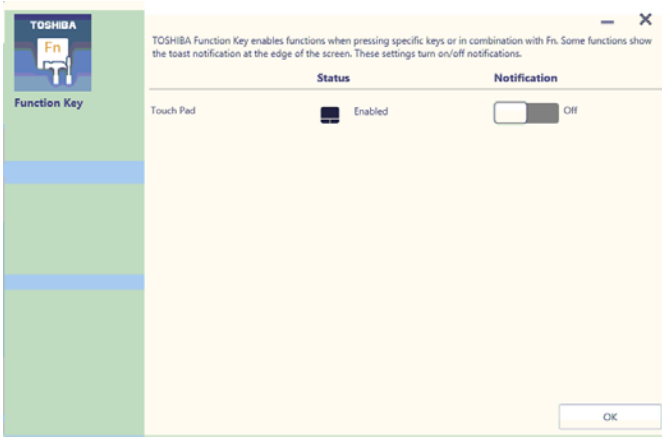 TOSHIBA
Fn
Function Key
TOSHIBA Function Key enables functions when pressing specific keys or in combination with Fn. Some functions show
the toast notification at the edge of the screen. These settings turn on/off notifications.
Status Notification
Touch Pad Enabled Off
OK